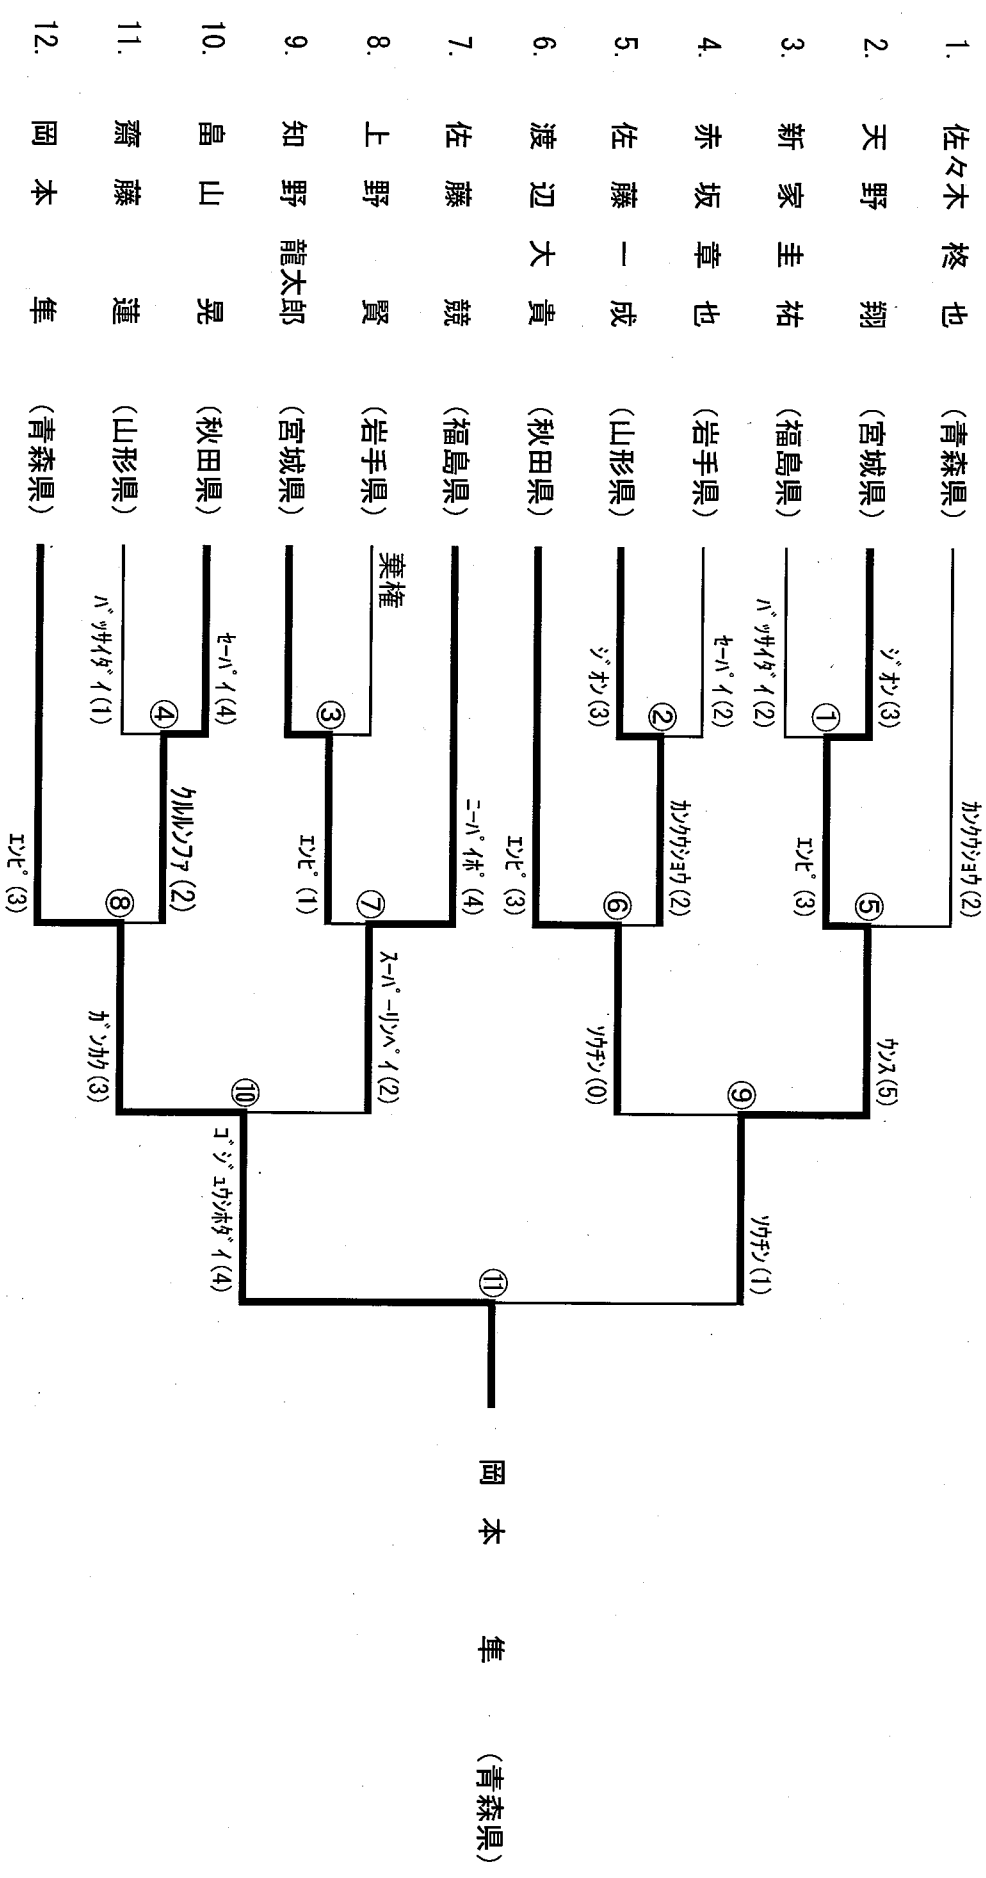 1. 佐々木 柊也 (青森県)
2. 天野 翔 (宮城県)
3. 新家圭祐 (福島県)
4. 赤坂章也 (岩手県)
5. 佐藤一成 (山形県)
6. 渡辺大貴 (秋田県)
7. 佐藤 競 (福島県)
8. 上野 賢 (岩手県)
9. 知野 龍太郎 (宮城県)
10. 畠山 晃 (秋田県)
11. 齋藤 蓮 (山形県)
12. 岡本 隼 (青森県)
ｶﾝｸｳｼｮｳ(2)
ｼﾞｵﾝ(3)
①
ｴﾝﾋﾟ(3)
⑤
ﾊﾞｯｻｲﾀﾞｲ(2)
ｳﾝｽ(5)
ｾｰﾊﾟｲ(2)
②
ｶﾝｸｳｼｮｳ(2)
ｼﾞｵﾝ(3)
⑥
ｴﾝﾋﾟ(3)
ｿｳﾁﾝ(0)
⑨
ｿｳﾁﾝ(1)
⑪
岡本 隼 (青森県)
ﾆｰﾊﾟｲﾎﾟ(4)
棄権
③
ｴﾝﾋﾟ(1)
⑦
ｽｰﾊﾟｰﾘﾝﾍﾟｲ(2)
ｾｰﾊﾟｲ(4)
④
ｸﾙﾙﾝﾌｧ(2)
ﾊﾞｯｻｲﾀﾞｲ(1)
⑧
ｴﾝﾋﾟ(3)
ｶﾞﾝｶｸ(3)
⑩
ｺﾞｼﾞｭｳｼﾎﾀﾞｲ(4)